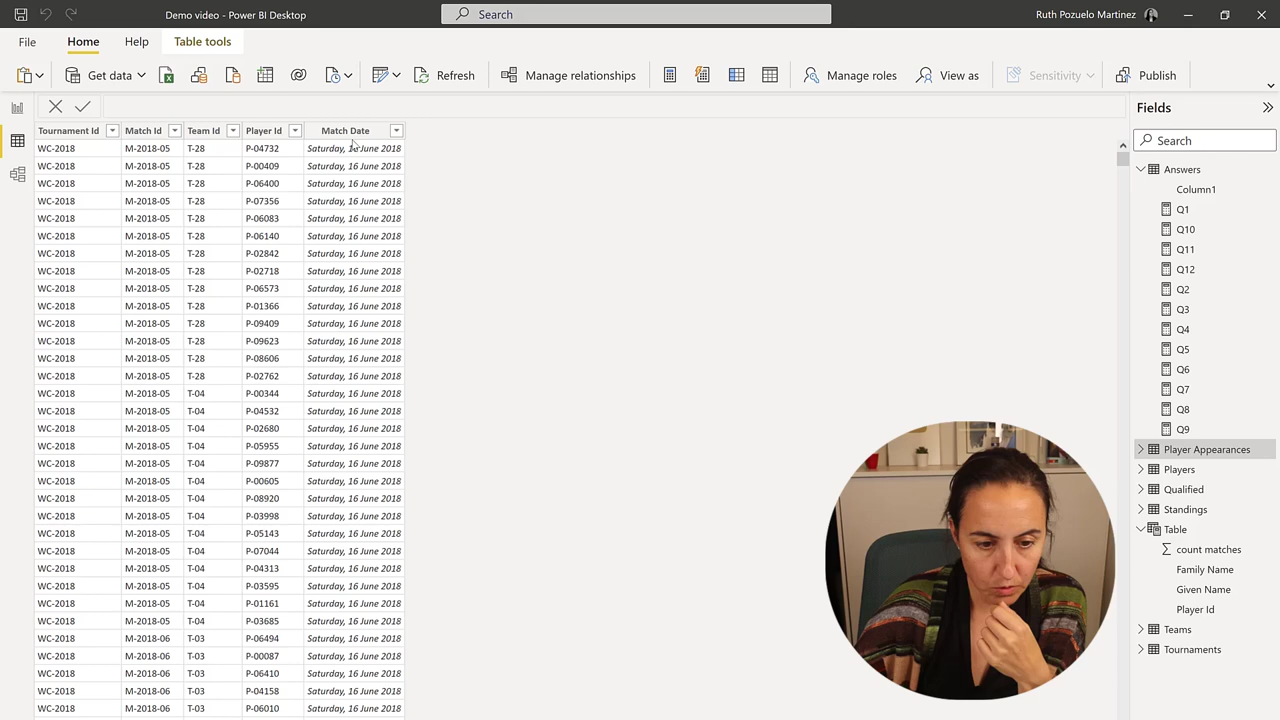 Demo video - Power BI Desktop
Search
Ruth Pozuelo Martinez
File
Home
Help
Table tools
Get data
Refresh
Manage relationships
Manage roles
View as
Sensitivity
Publish
Tournament Id Match Id Team Id Player Id Match Date
WC-2018 M-2018-05 T-28 P-04732 Saturday, 16 June 2018
WC-2018 M-2018-05 T-28 P-00409 Saturday, 16 June 2018
WC-2018 M-2018-05 T-28 P-06400 Saturday, 16 June 2018
WC-2018 M-2018-05 T-28 P-07356 Saturday, 16 June 2018
WC-2018 M-2018-05 T-28 P-06083 Saturday, 16 June 2018
WC-2018 M-2018-05 T-28 P-06140 Saturday, 16 June 2018
WC-2018 M-2018-05 T-28 P-02842 Saturday, 16 June 2018
WC-2018 M-2018-05 T-28 P-02718 Saturday, 16 June 2018
WC-2018 M-2018-05 T-28 P-06573 Saturday, 16 June 2018
WC-2018 M-2018-05 T-28 P-01366 Saturday, 16 June 2018
WC-2018 M-2018-05 T-28 P-09409 Saturday, 16 June 2018
WC-2018 M-2018-05 T-28 P-09623 Saturday, 16 June 2018
WC-2018 M-2018-05 T-28 P-08606 Saturday, 16 June 2018
WC-2018 M-2018-05 T-28 P-02762 Saturday, 16 June 2018
WC-2018 M-2018-05 T-04 P-00344 Saturday, 16 June 2018
WC-2018 M-2018-05 T-04 P-04532 Saturday, 16 June 2018
WC-2018 M-2018-05 T-04 P-02680 Saturday, 16 June 2018
WC-2018 M-2018-05 T-04 P-05955 Saturday, 16 June 2018
WC-2018 M-2018-05 T-04 P-09877 Saturday, 16 June 2018
WC-2018 M-2018-05 T-04 P-00605 Saturday, 16 June 2018
WC-2018 M-2018-05 T-04 P-08920 Saturday, 16 June 2018
WC-2018 M-2018-05 T-04 P-03998 Saturday, 16 June 2018
WC-2018 M-2018-05 T-04 P-05143 Saturday, 16 June 2018
WC-2018 M-2018-05 T-04 P-07044 Saturday, 16 June 2018
WC-2018 M-2018-05 T-04 P-04313 Saturday, 16 June 2018
WC-2018 M-2018-05 T-04 P-03595 Saturday, 16 June 2018
WC-2018 M-2018-05 T-04 P-01161 Saturday, 16 June 2018
WC-2018 M-2018-05 T-04 P-03685 Saturday, 16 June 2018
WC-2018 M-2018-06 T-03 P-06494 Saturday, 16 June 2018
WC-2018 M-2018-06 T-03 P-00087 Saturday, 16 June 2018
WC-2018 M-2018-06 T-03 P-06410 Saturday, 16 June 2018
WC-2018 M-2018-06 T-03 P-04158 Saturday, 16 June 2018
WC-2018 M-2018-06 T-03 P-06010 Saturday, 16 June 2018
Fields
Search
Answers
Column1
Q1
Q10
Q11
Q12
Q2
Q3
Q4
Q5
Q6
Q7
Q8
Q9
Player Appearances
Players
Qualified
Standings
Table
count matches
Family Name
Given Name
Player Id
Teams
Tournaments